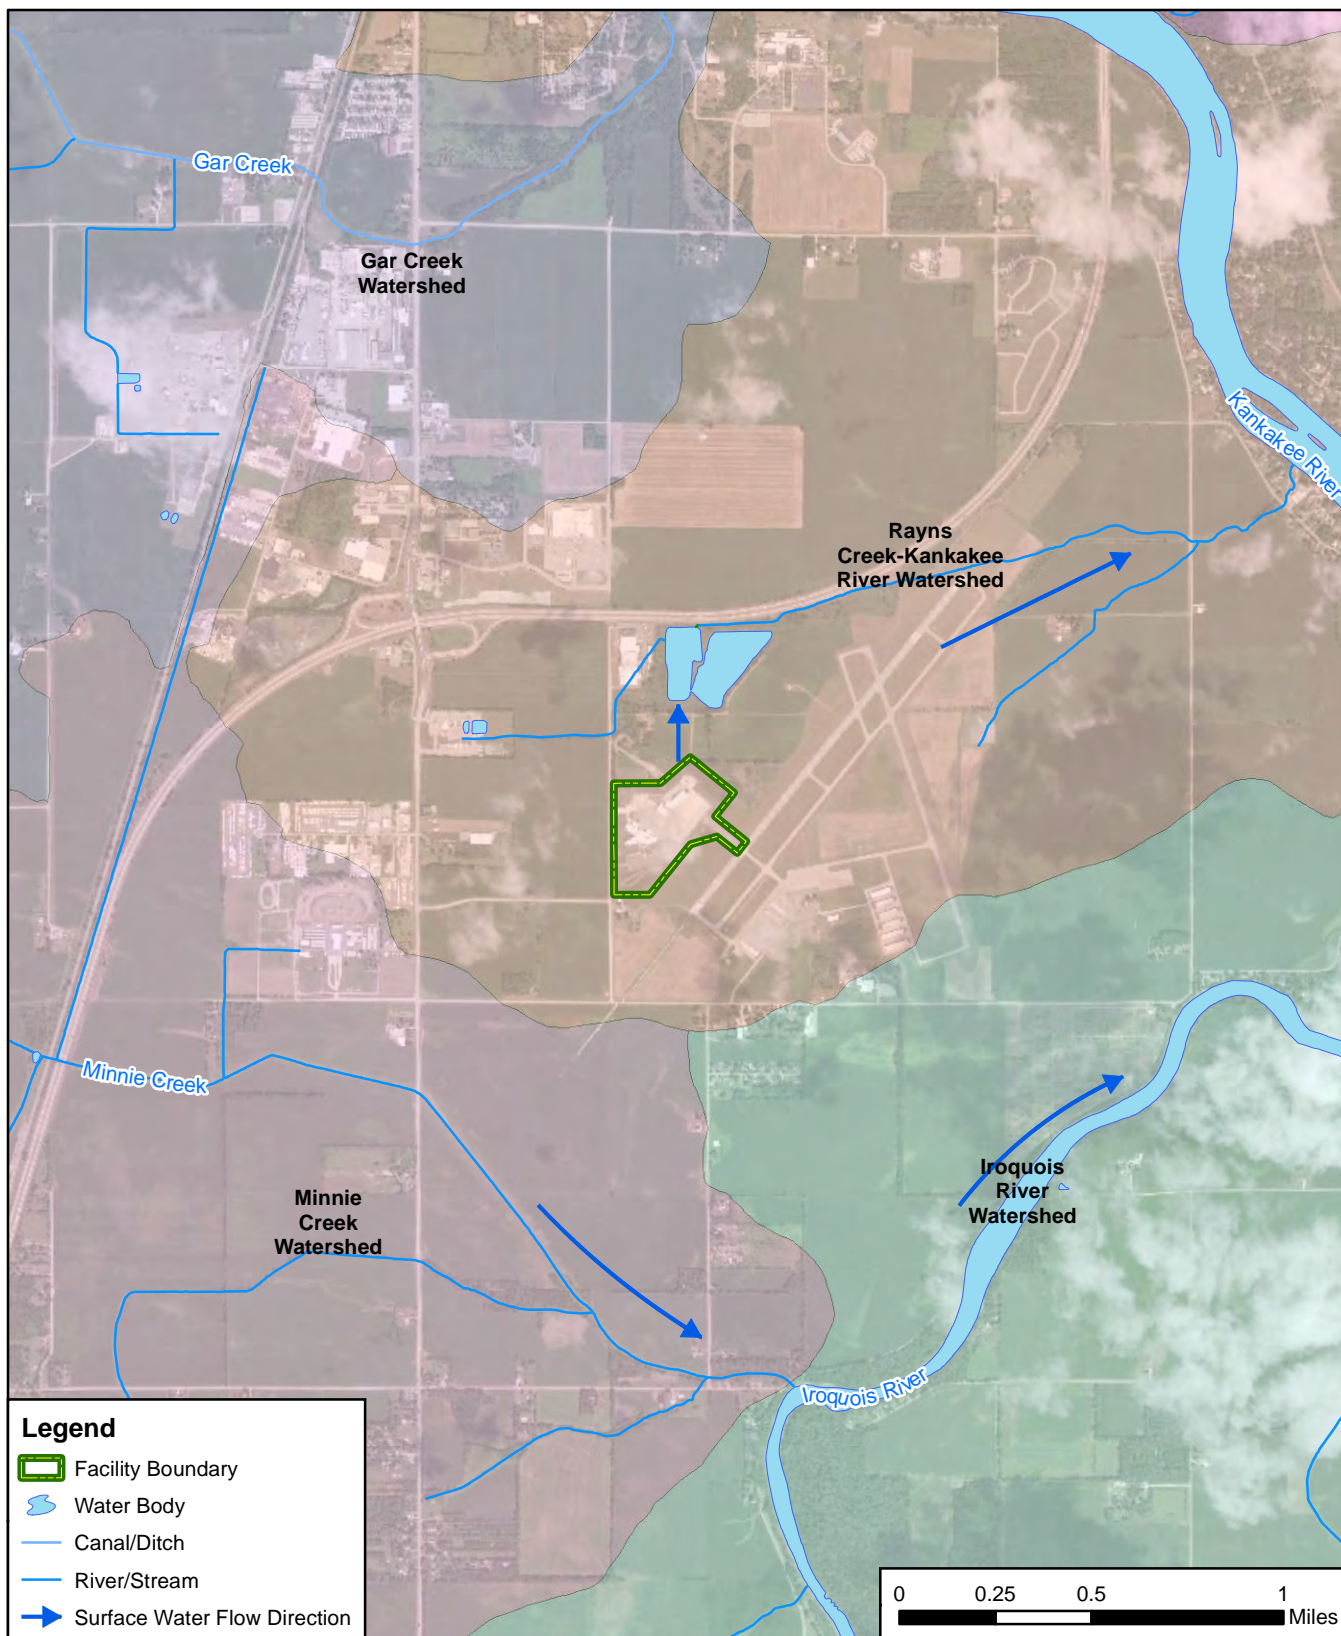 Gar Creek
Gar Creek
Watershed
Kankakee River
Rayns
Creek-Kankakee
River Watershed
Minnie Creek
Minnie
Creek
Watershed
Iroquois
River
Watershed
Iroquois River
Legend
Facility Boundary
Water Body
Canal/Ditch
River/Stream
Surface Water Flow Direction
0 0.25 0.5 1
Miles